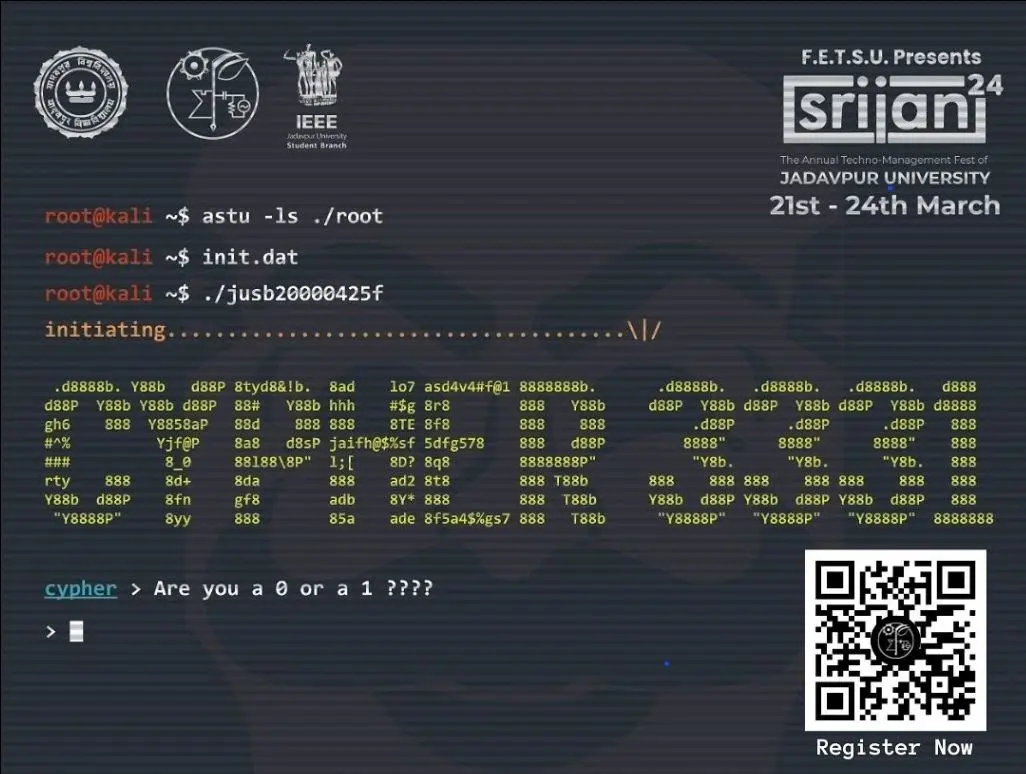 যাদবপুর বিশ্ববিদ্যালয়
IEEE
Jadavpur University
Student Branch
F.E.T.S.U. Presents
srijan 24
The Annual Techno-Management Fest of
JADAVPUR UNIVERSITY
21st - 24th March
root@kali ~$ astu -ls ./root
root@kali ~$ init.dat
root@kali ~$ ./jusb20000425f
initiating......................................\|/
.d8888b. Y88b   d88P 8tyd8&!b.  8ad    lo7 asd4v4#f@1 8888888b.       .d8888b.   .d8888b.   .d8888b.   d888
d88P  Y88b Y88b d88P  88#   Y88b hhh    #$g 8r8        888   Y88b     d88P  Y88b d88P  Y88b d88P  Y88b d8888
gh6    888  Y8858aP   88d    888 888    8TE 8f8        888    888          .d88P      .d88P      .d88P   888
#^%          Yjf@P    8a8   d8sP jaifh@$%sf 5dfg578    888   d88P         8888"      8888"      8888"    888
###           8_0     88l88\8P"  l;[    8D? 8q8        8888888P"           "Y8b.      "Y8b.      "Y8b.  888
rty    888    8d+     8da        888    ad2 8t8        888 T88b       888    888 888    888 888    888   888
Y88b  d88P    8fn     gf8        adb    8Y* 888        888  T88b      Y88b  d88P Y88b  d88P Y88b  d88P   888
"Y8888P"     8yy     888        85a    ade 8f5a4$%gs7 888   T88b      "Y8888P"   "Y8888P"   "Y8888P"  8888888
cypher > Are you a 0 or a 1 ????
>
Register Now